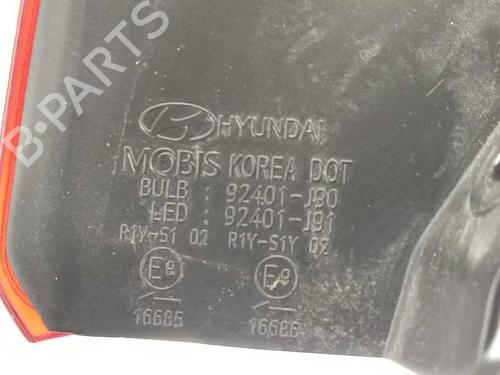 B-PARTS
HYUNDAI
MOBIS KOREA DOT
BULB : 92401-J90
LED : 92401-J91
R1Y-S1 02 R1Y-S1Y 02
16685 16686